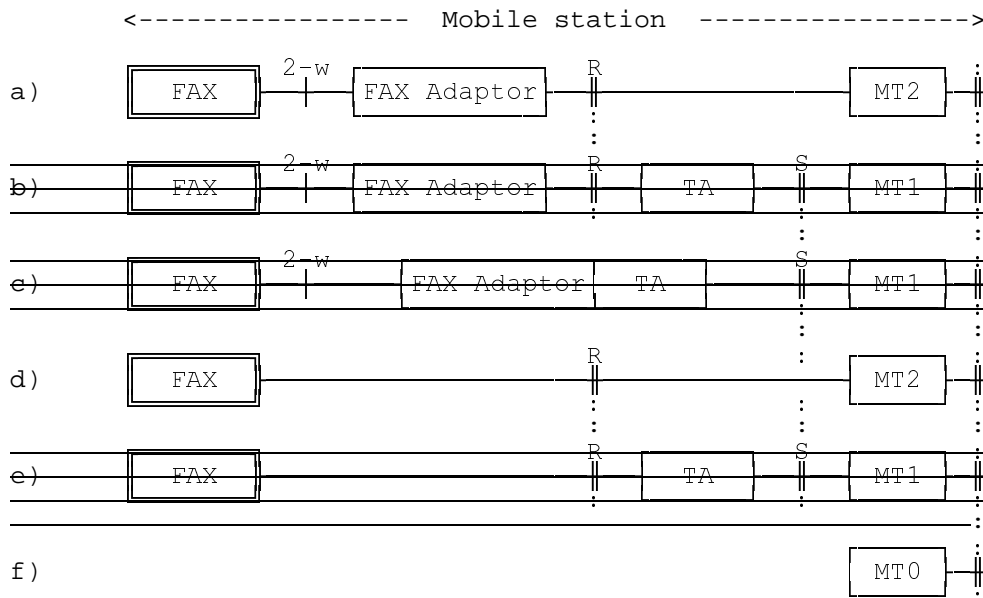 <----------------- Mobile station ----------------->
2-w R
a) FAX FAX Adaptor MT2
2-w R S
b) FAX FAX Adaptor TA MT1
2-w S
c) FAX FAX Adaptor TA MT1
R
d) FAX MT2
R S
e) FAX TA MT1
f) MT0